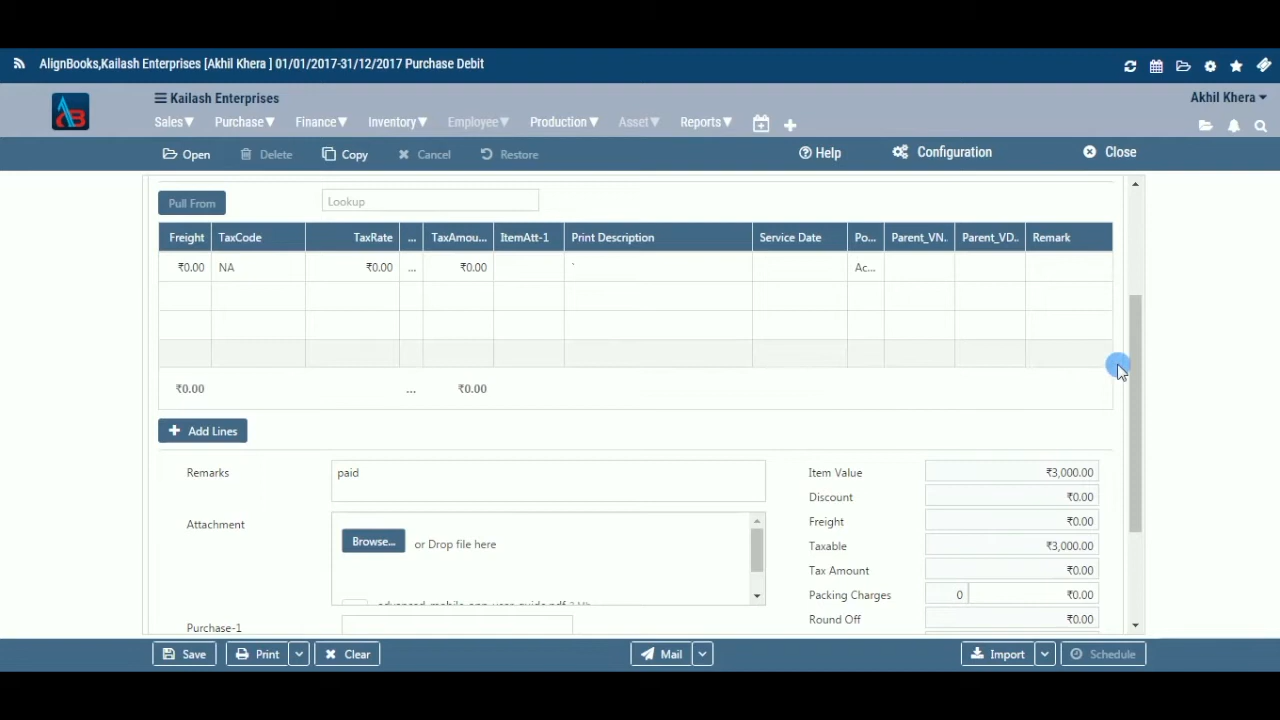 AlignBooks,Kailash Enterprises [Akhil Khera ] 01/01/2017-31/12/2017 Purchase Debit
Kailash Enterprises
Akhil Khera
AB
Sales Purchase Finance Inventory Employee Production Asset Reports
Open Delete Copy Cancel Restore Help Configuration Close
Pull From Lookup
Freight TaxCode TaxRate ... TaxAmou... ItemAtt-1 Print Description Service Date Po... Parent_VN. Parent_VD.. Remark
₹0.00 NA ₹0.00 ... ₹0.00 ` Ac...
₹0.00 ... ₹0.00
+ Add Lines
Remarks paid
Item Value ₹3,000.00
Discount ₹0.00
Attachment
Freight ₹0.00
Browse... or Drop file here
Taxable ₹3,000.00
Tax Amount ₹0.00
Packing Charges 0 ₹0.00
advanced_mobile_app_user_guide.pdf 3 Mb
Round Off ₹0.00
Purchase-1
Save Print Clear Mail Import Schedule